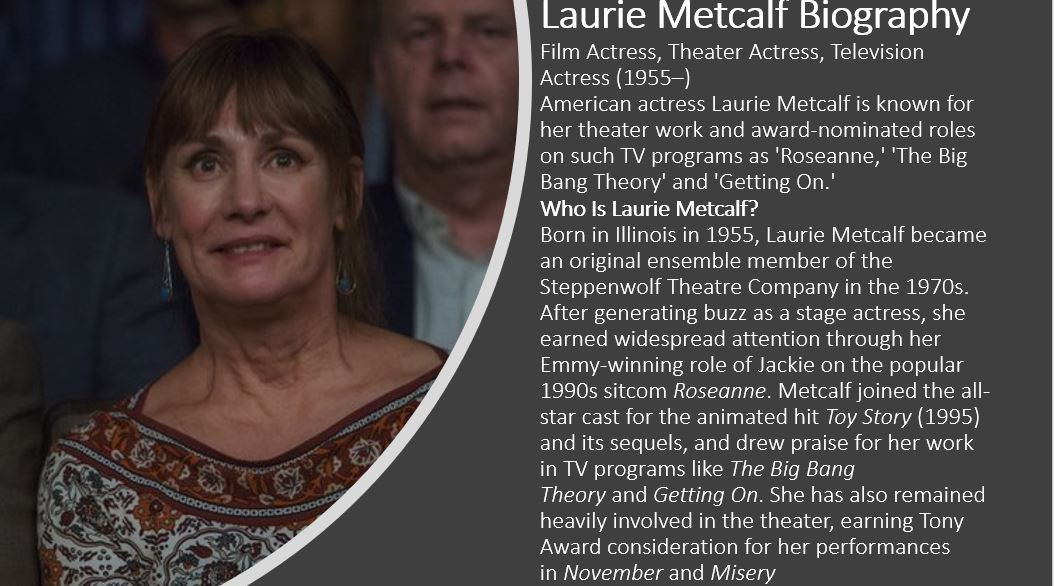 Laurie Metcalf Biography
Film Actress, Theater Actress, Television
Actress (1955–)
American actress Laurie Metcalf is known for
her theater work and award-nominated roles
on such TV programs as 'Roseanne,' 'The Big
Bang Theory' and 'Getting On.'
Who Is Laurie Metcalf?
Born in Illinois in 1955, Laurie Metcalf became
an original ensemble member of the
Steppenwolf Theatre Company in the 1970s.
After generating buzz as a stage actress, she
earned widespread attention through her
Emmy-winning role of Jackie on the popular
1990s sitcom Roseanne. Metcalf joined the all-
star cast for the animated hit Toy Story (1995)
and its sequels, and drew praise for her work
in TV programs like The Big Bang
Theory and Getting On. She has also remained
heavily involved in the theater, earning Tony
Award consideration for her performances
in November and Misery